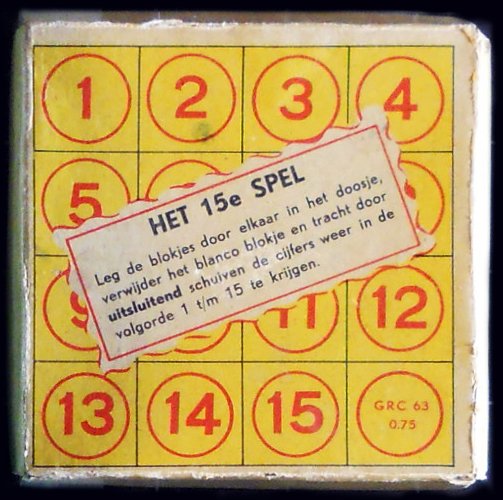 1 2 3 4
5
HET 15e SPEL
Leg de blokjes door elkaar in het doosje,
verwijder het blanco blokje en tracht door
uitsluitend schuiven de cijfers weer in de
volgorde 1 t/m 15 te krijgen.
9 11 12
13 14 15 GRC 63
0.75